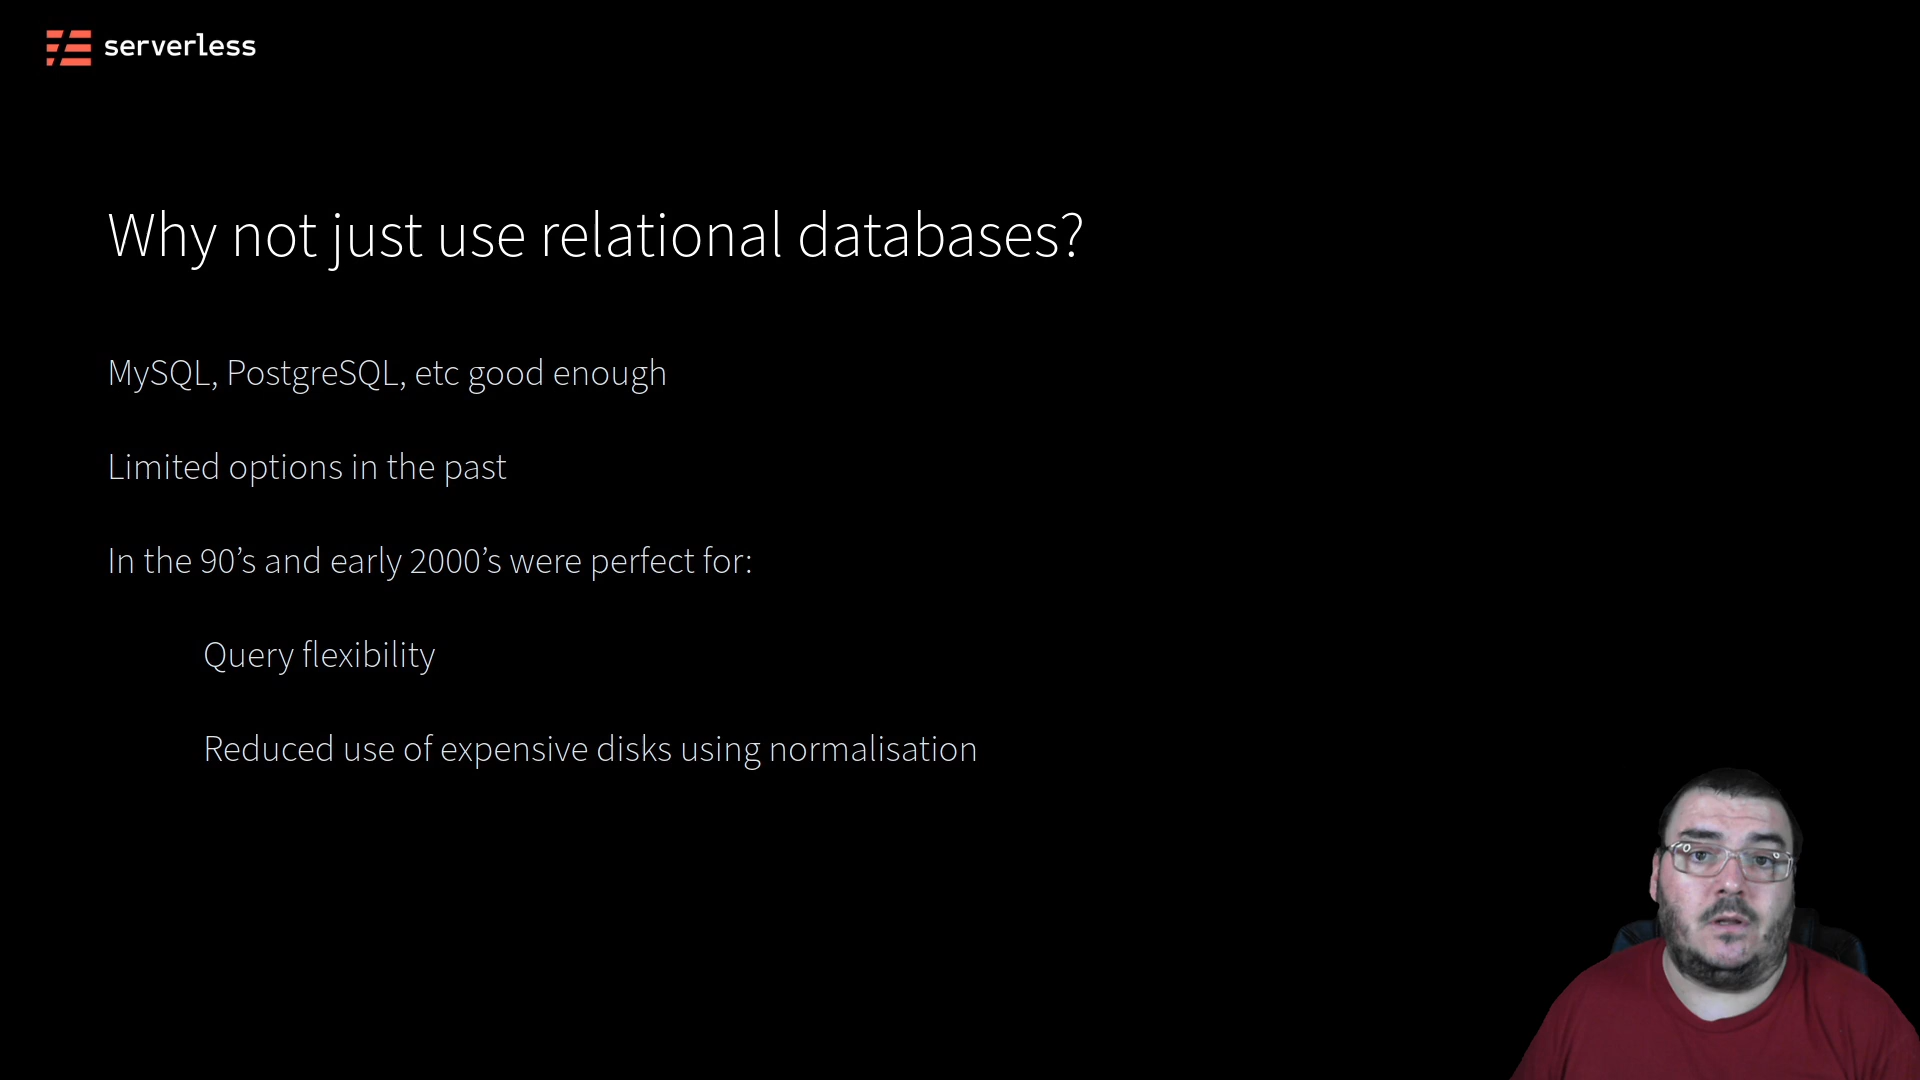 serverless
Why not just use relational databases?
MySQL, PostgreSQL, etc good enough
Limited options in the past
In the 90’s and early 2000’s were perfect for:
Query flexibility
Reduced use of expensive disks using normalisation